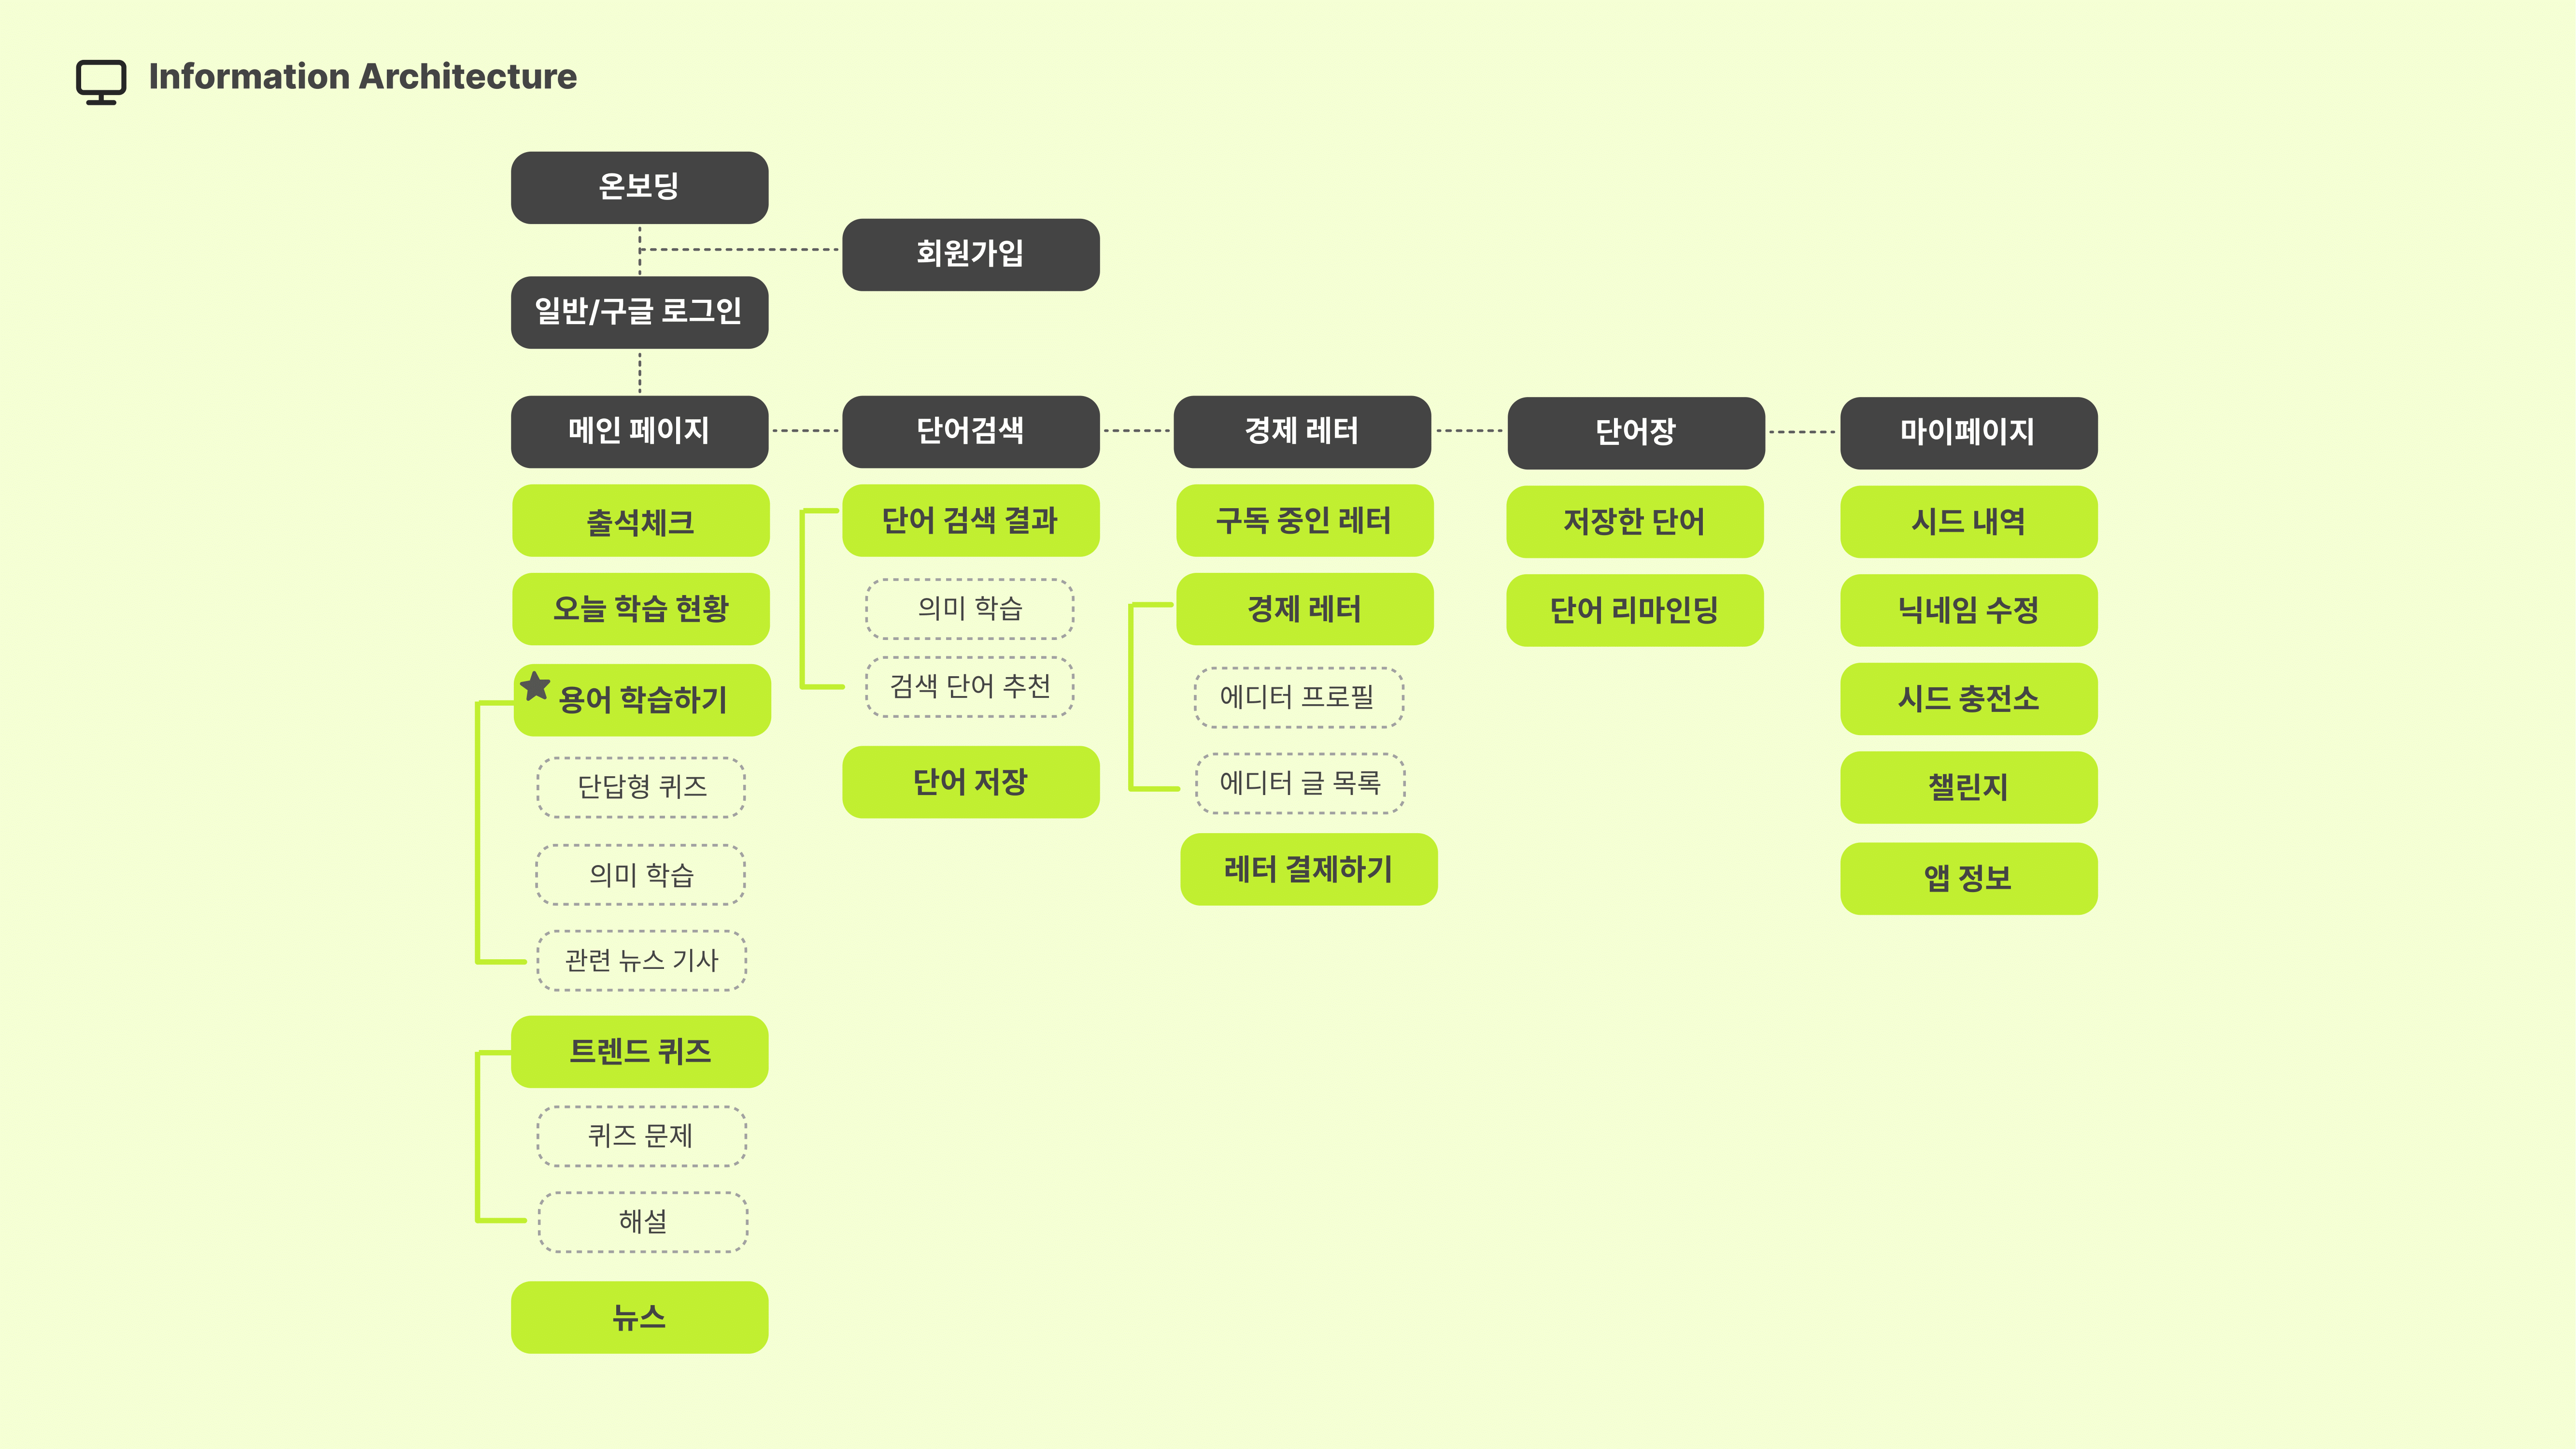 Information Architecture
온보딩
회원가입
일반/구글 로그인
메인 페이지
출석체크
오늘 학습 현황
용어 학습하기
단답형 퀴즈
의미 학습
관련 뉴스 기사
트렌드 퀴즈
퀴즈 문제
해설
뉴스
단어검색
단어 검색 결과
의미 학습
검색 단어 추천
단어 저장
경제 레터
구독 중인 레터
경제 레터
에디터 프로필
에디터 글 목록
레터 결제하기
단어장
저장한 단어
단어 리마인딩
마이페이지
시드 내역
닉네임 수정
시드 충전소
챌린지
앱 정보